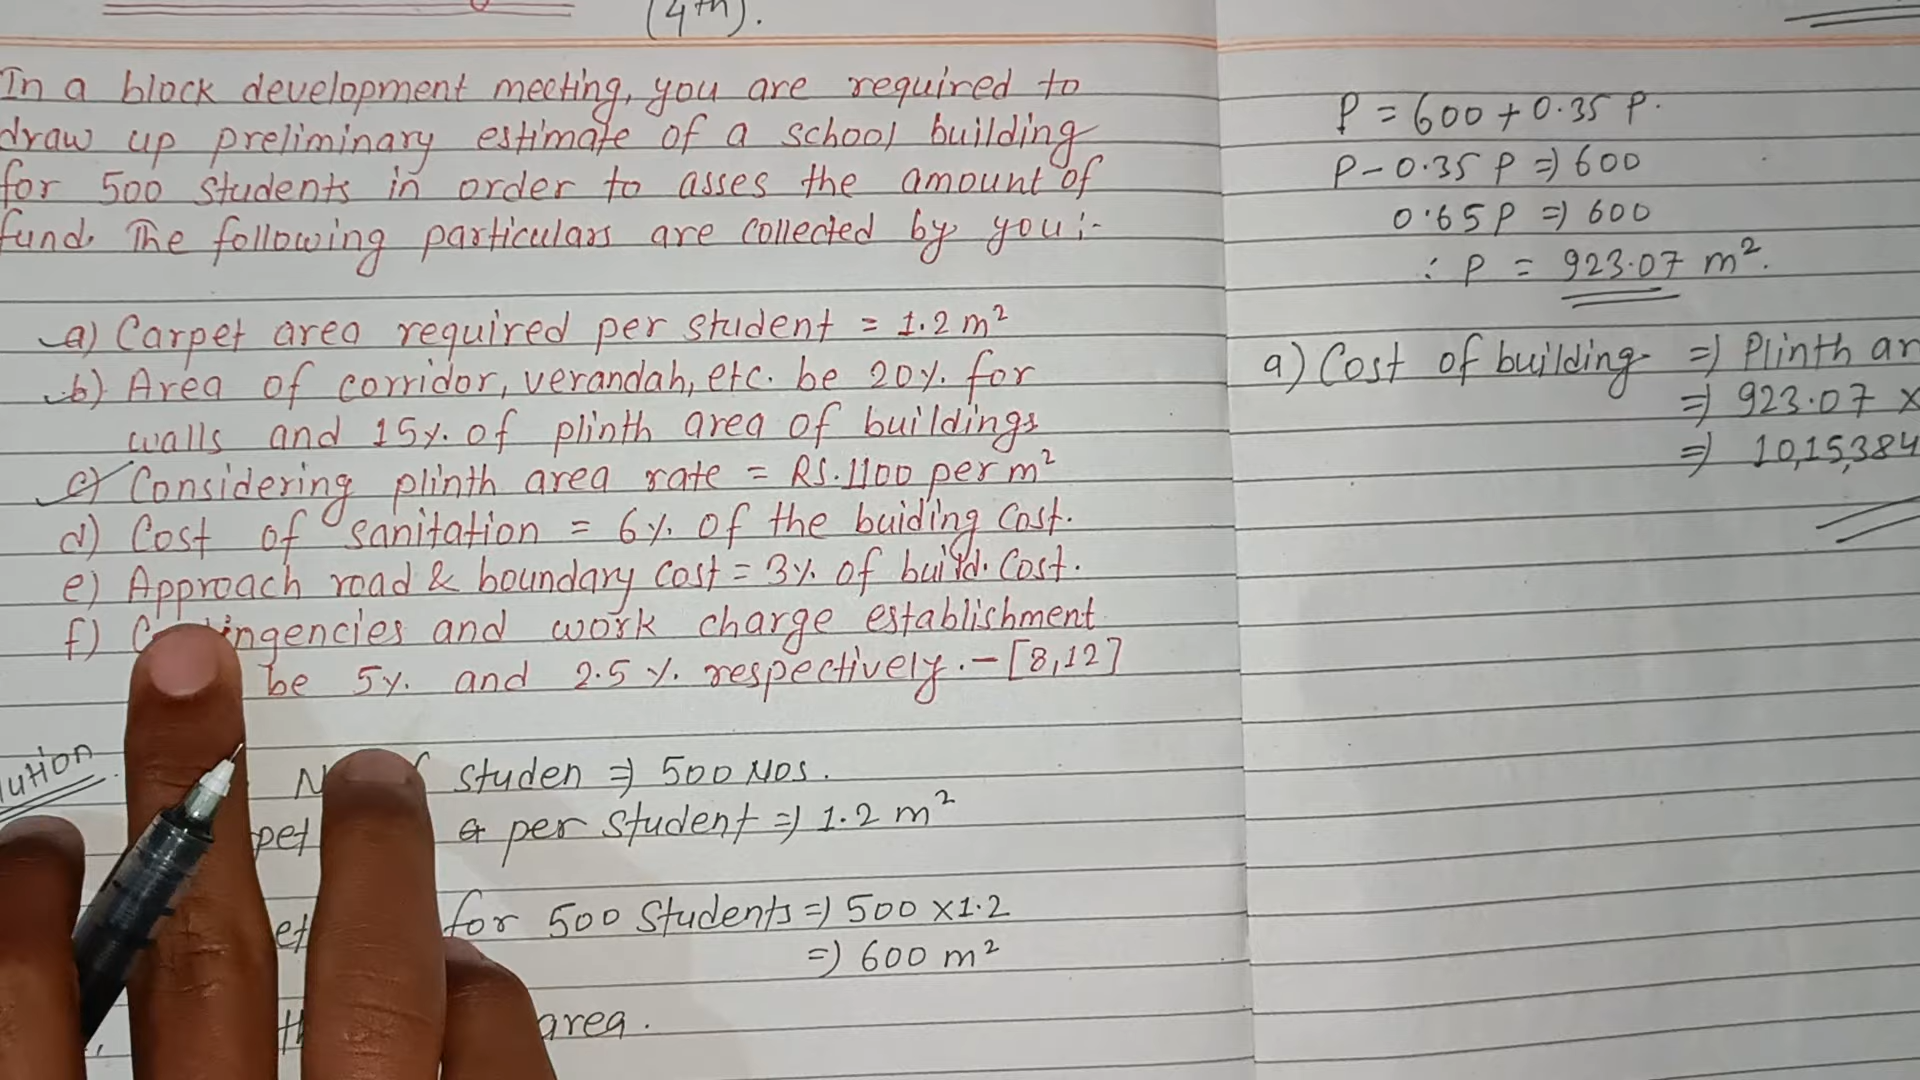 (4th).
In a block development meeting, you are required to
draw up preliminary estimate of a school building
for 500 students in order to asses the amount of
fund. The following particulars are collected by you:-
a) Carpet area required per student = 1.2 m²
b) Area of corridor, verandah, etc. be 20%. for
walls and 15%. of plinth area of buildings
c) Considering plinth area rate = RS.1100 per m²
d) Cost of sanitation = 6%. of the buiding Cost.
e) Approach road & boundary cost = 3%. of build. Cost.
f) ingencies and work charge establishment
be 5%. and 2.5%. respectively. - [8,12]
ution
studen => 500 Nos.
pet per student => 1.2 m²
et for 500 Students => 500 x 1.2
=> 600 m²
area.
P = 600 + 0.35 P.
P - 0.35 P => 600
0.65 P => 600
∴ P = 923.07 m².
a) Cost of building => Plinth ar
=> 923.07 x
=> 10,15,384